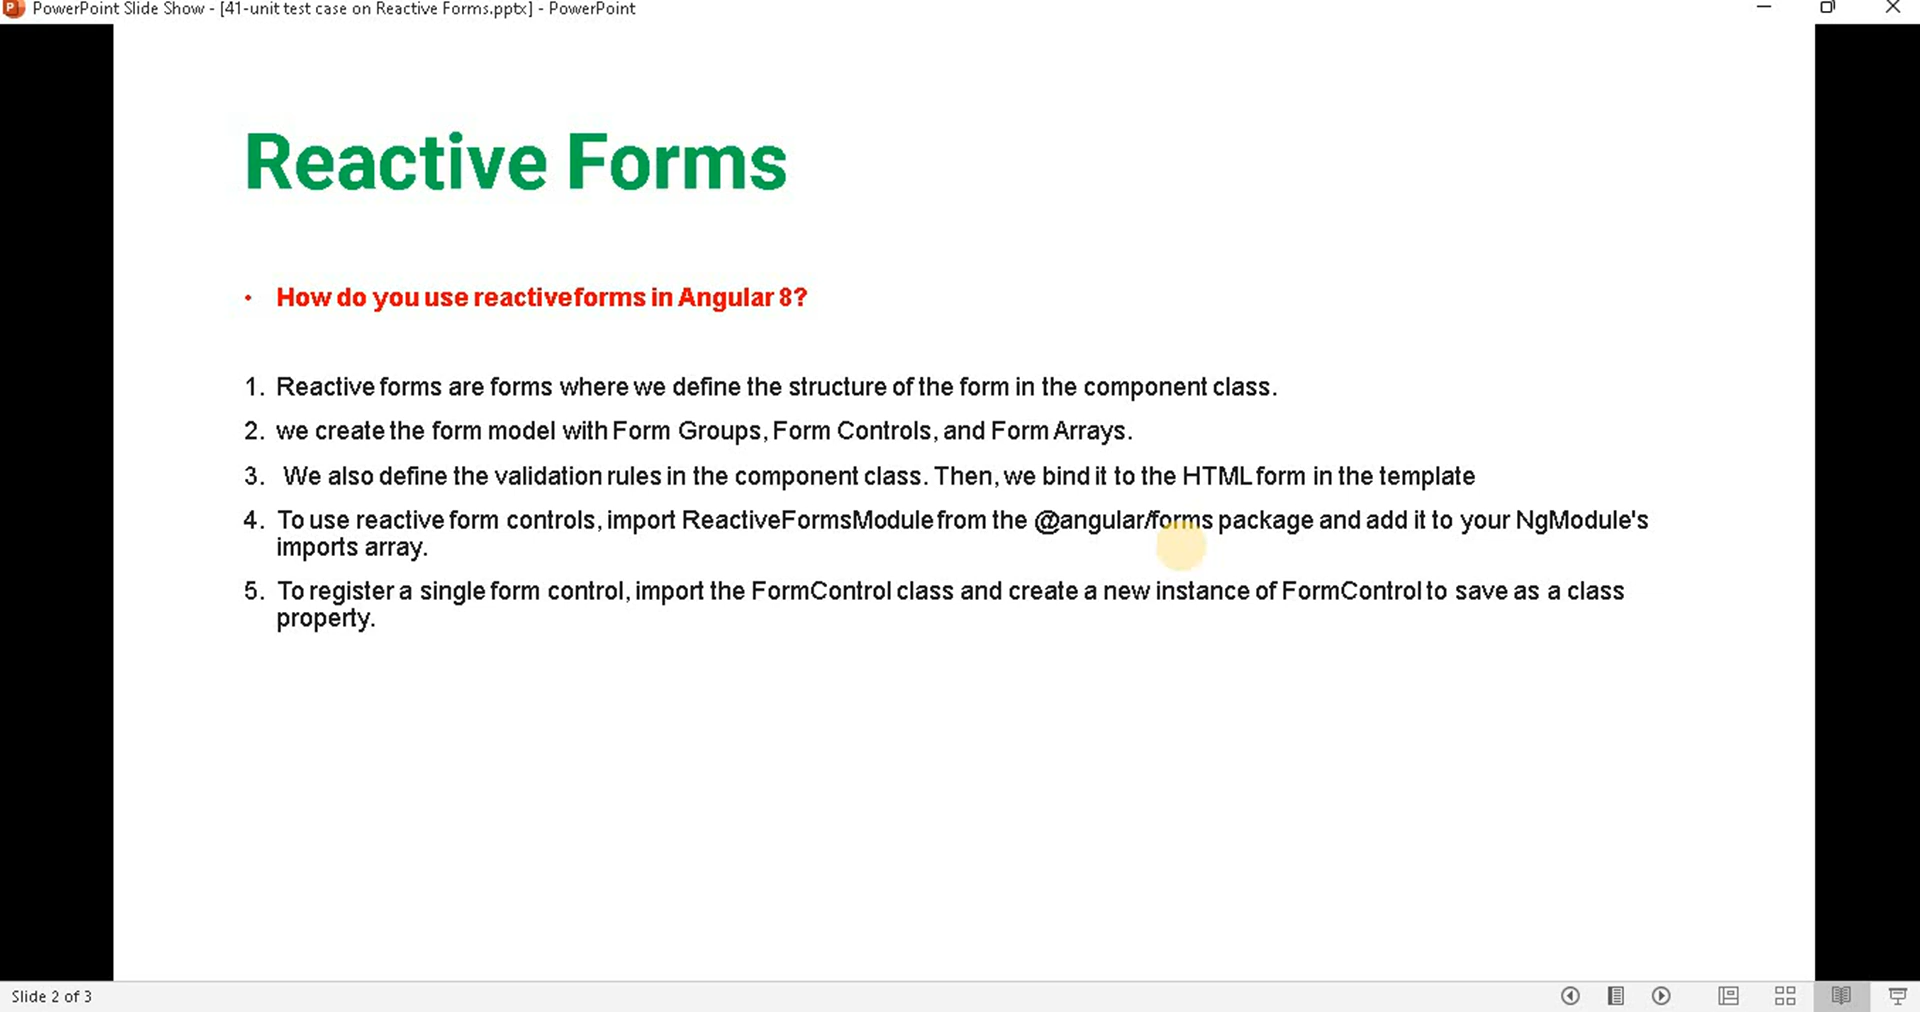 PowerPoint Slide Show - [41-unit test case on Reactive Forms.pptx] - PowerPoint
Reactive Forms
• How do you use reactive forms in Angular 8?
1. Reactive forms are forms where we define the structure of the form in the component class.
2. we create the form model with Form Groups, Form Controls, and Form Arrays.
3. We also define the validation rules in the component class. Then, we bind it to the HTML form in the template
4. To use reactive form controls, import ReactiveFormsModule from the @angular/forms package and add it to your NgModule's
imports array.
5. To register a single form control, import the FormControl class and create a new instance of FormControl to save as a class
property.
Slide 2 of 3